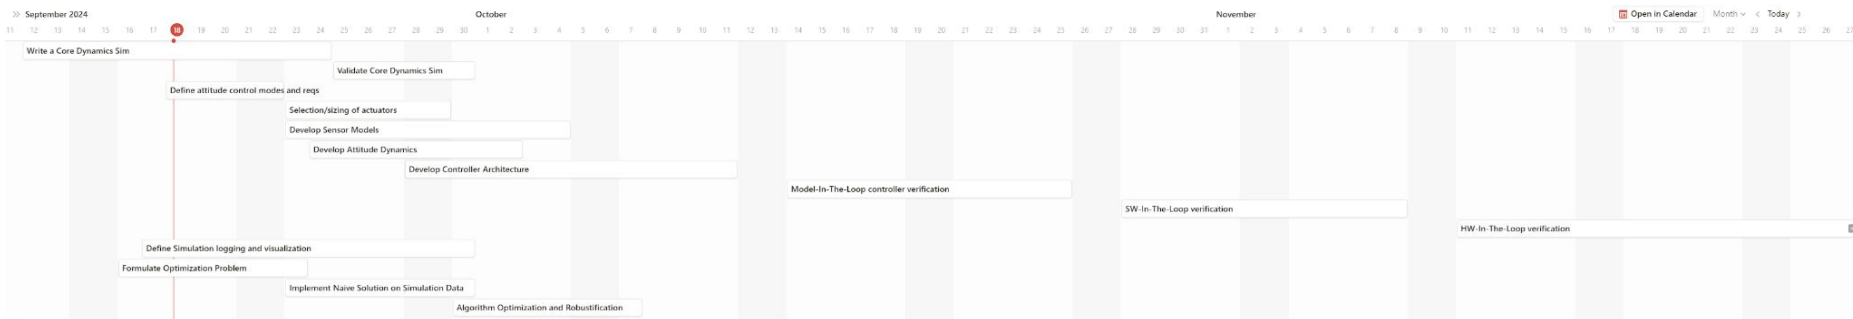 September 2024 October November Open in Calendar Month Today
11 12 13 14 15 16 17 18 19 20 21 22 23 24 25 26 27 28 29 30 1 2 3 4 5 6 7 8 9 10 11 12 13 14 15 16 17 18 19 20 21 22 23 24 25 26 27 28 29 30 31 1 2 3 4 5 6 7 8 9 10 11 12 13 14 15 16 17 18 19 20 21 22 23 24 25 26 27
Write a Core Dynamics Sim
Validate Core Dynamics Sim
Define attitude control modes and reqs
Selection/sizing of actuators
Develop Sensor Models
Develop Attitude Dynamics
Develop Controller Architecture
Model-In-The-Loop controller verification
SW-In-The-Loop verification
HW-In-The-Loop verification
Define Simulation logging and visualization
Formulate Optimization Problem
Implement Naive Solution on Simulation Data
Algorithm Optimization and Robustification